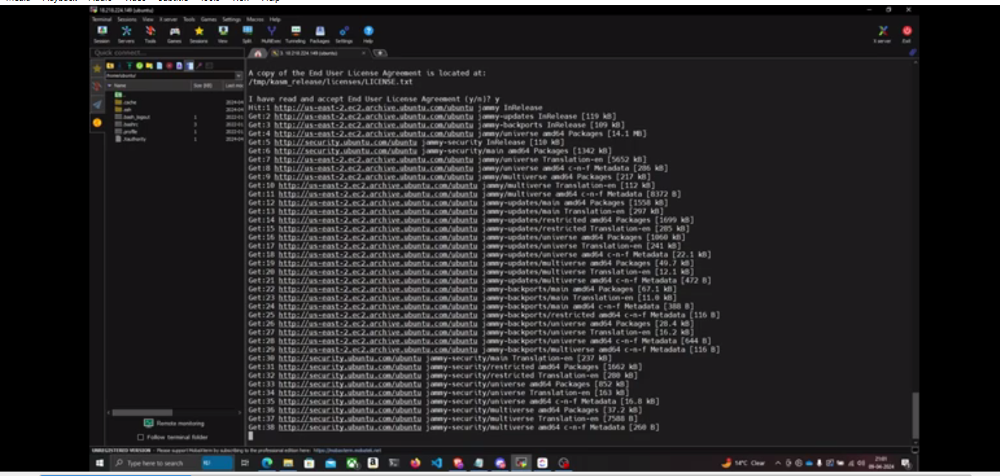 Media Playback Audio Video Subtitle Tools View Help
18.218.224.149 (ubuntu)
Terminal Sessions View X server Tools Games Settings Macros Help
Session Servers Tools Games Sessions View Split MultiExec Tunneling Packages Settings Help X server Exit
Quick connect...
3. 18.218.224.149 (ubuntu)
/home/ubuntu/
Name Size (KB) Last mo
..
.cache 2024-04
.ssh 2024-04
.bash_logout 1 2022-01
.bashrc 3 2022-01
.profile 1 2022-01
.Xauthority 1 2024-04
A copy of the End User License Agreement is located at:
/tmp/kasm_release/licenses/LICENSE.txt
I have read and accept End User License Agreement (y/n)? y
Hit:1 http://us-east-2.ec2.archive.ubuntu.com/ubuntu jammy InRelease
Get:2 http://us-east-2.ec2.archive.ubuntu.com/ubuntu jammy-updates InRelease [119 kB]
Get:3 http://us-east-2.ec2.archive.ubuntu.com/ubuntu jammy-backports InRelease [109 kB]
Get:4 http://us-east-2.ec2.archive.ubuntu.com/ubuntu jammy/universe amd64 Packages [14.1 MB]
Get:5 http://security.ubuntu.com/ubuntu jammy-security InRelease [110 kB]
Get:6 http://security.ubuntu.com/ubuntu jammy-security/main amd64 Packages [1342 kB]
Get:7 http://us-east-2.ec2.archive.ubuntu.com/ubuntu jammy/universe Translation-en [5652 kB]
Get:8 http://us-east-2.ec2.archive.ubuntu.com/ubuntu jammy/universe amd64 c-n-f Metadata [286 kB]
Get:9 http://us-east-2.ec2.archive.ubuntu.com/ubuntu jammy/multiverse amd64 Packages [217 kB]
Get:10 http://us-east-2.ec2.archive.ubuntu.com/ubuntu jammy/multiverse Translation-en [112 kB]
Get:11 http://us-east-2.ec2.archive.ubuntu.com/ubuntu jammy/multiverse amd64 c-n-f Metadata [8372 B]
Get:12 http://us-east-2.ec2.archive.ubuntu.com/ubuntu jammy-updates/main amd64 Packages [1558 kB]
Get:13 http://us-east-2.ec2.archive.ubuntu.com/ubuntu jammy-updates/main Translation-en [297 kB]
Get:14 http://us-east-2.ec2.archive.ubuntu.com/ubuntu jammy-updates/restricted amd64 Packages [1699 kB]
Get:15 http://us-east-2.ec2.archive.ubuntu.com/ubuntu jammy-updates/restricted Translation-en [285 kB]
Get:16 http://us-east-2.ec2.archive.ubuntu.com/ubuntu jammy-updates/universe amd64 Packages [1060 kB]
Get:17 http://us-east-2.ec2.archive.ubuntu.com/ubuntu jammy-updates/universe Translation-en [241 kB]
Get:18 http://us-east-2.ec2.archive.ubuntu.com/ubuntu jammy-updates/universe amd64 c-n-f Metadata [22.1 kB]
Get:19 http://us-east-2.ec2.archive.ubuntu.com/ubuntu jammy-updates/multiverse amd64 Packages [49.7 kB]
Get:20 http://us-east-2.ec2.archive.ubuntu.com/ubuntu jammy-updates/multiverse Translation-en [12.1 kB]
Get:21 http://us-east-2.ec2.archive.ubuntu.com/ubuntu jammy-updates/multiverse amd64 c-n-f Metadata [472 B]
Get:22 http://us-east-2.ec2.archive.ubuntu.com/ubuntu jammy-backports/main amd64 Packages [67.1 kB]
Get:23 http://us-east-2.ec2.archive.ubuntu.com/ubuntu jammy-backports/main Translation-en [11.0 kB]
Get:24 http://us-east-2.ec2.archive.ubuntu.com/ubuntu jammy-backports/main amd64 c-n-f Metadata [388 B]
Get:25 http://us-east-2.ec2.archive.ubuntu.com/ubuntu jammy-backports/restricted amd64 c-n-f Metadata [116 B]
Get:26 http://us-east-2.ec2.archive.ubuntu.com/ubuntu jammy-backports/universe amd64 Packages [28.4 kB]
Get:27 http://us-east-2.ec2.archive.ubuntu.com/ubuntu jammy-backports/universe Translation-en [16.2 kB]
Get:28 http://us-east-2.ec2.archive.ubuntu.com/ubuntu jammy-backports/universe amd64 c-n-f Metadata [644 B]
Get:29 http://us-east-2.ec2.archive.ubuntu.com/ubuntu jammy-backports/multiverse amd64 c-n-f Metadata [116 B]
Get:30 http://security.ubuntu.com/ubuntu jammy-security/main Translation-en [237 kB]
Get:31 http://security.ubuntu.com/ubuntu jammy-security/restricted amd64 Packages [1662 kB]
Get:32 http://security.ubuntu.com/ubuntu jammy-security/restricted Translation-en [280 kB]
Get:33 http://security.ubuntu.com/ubuntu jammy-security/universe amd64 Packages [852 kB]
Get:34 http://security.ubuntu.com/ubuntu jammy-security/universe Translation-en [163 kB]
Get:35 http://security.ubuntu.com/ubuntu jammy-security/universe amd64 c-n-f Metadata [16.8 kB]
Get:36 http://security.ubuntu.com/ubuntu jammy-security/multiverse amd64 Packages [37.2 kB]
Get:37 http://security.ubuntu.com/ubuntu jammy-security/multiverse Translation-en [7588 B]
Get:38 http://security.ubuntu.com/ubuntu jammy-security/multiverse amd64 c-n-f Metadata [260 B]
Remote monitoring
Follow terminal folder
UNREGISTERED VERSION - Please support MobaXterm by subscribing to the professional edition here: https://mobaxterm.mobatek.net
Type here to search
14°C Clear
21:01
09-04-2024